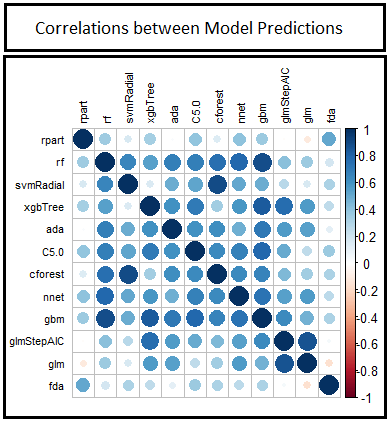 Correlations between Model Predictions
rpart
rf
svmRadial
xgbTree
ada
C5.0
cforest
nnet
gbm
glmStepAIC
glm
fda
rpart
rf
svmRadial
xgbTree
ada
C5.0
cforest
nnet
gbm
glmStepAIC
glm
fda
1
0.8
0.6
0.4
0.2
0
-0.2
-0.4
-0.6
-0.8
-1